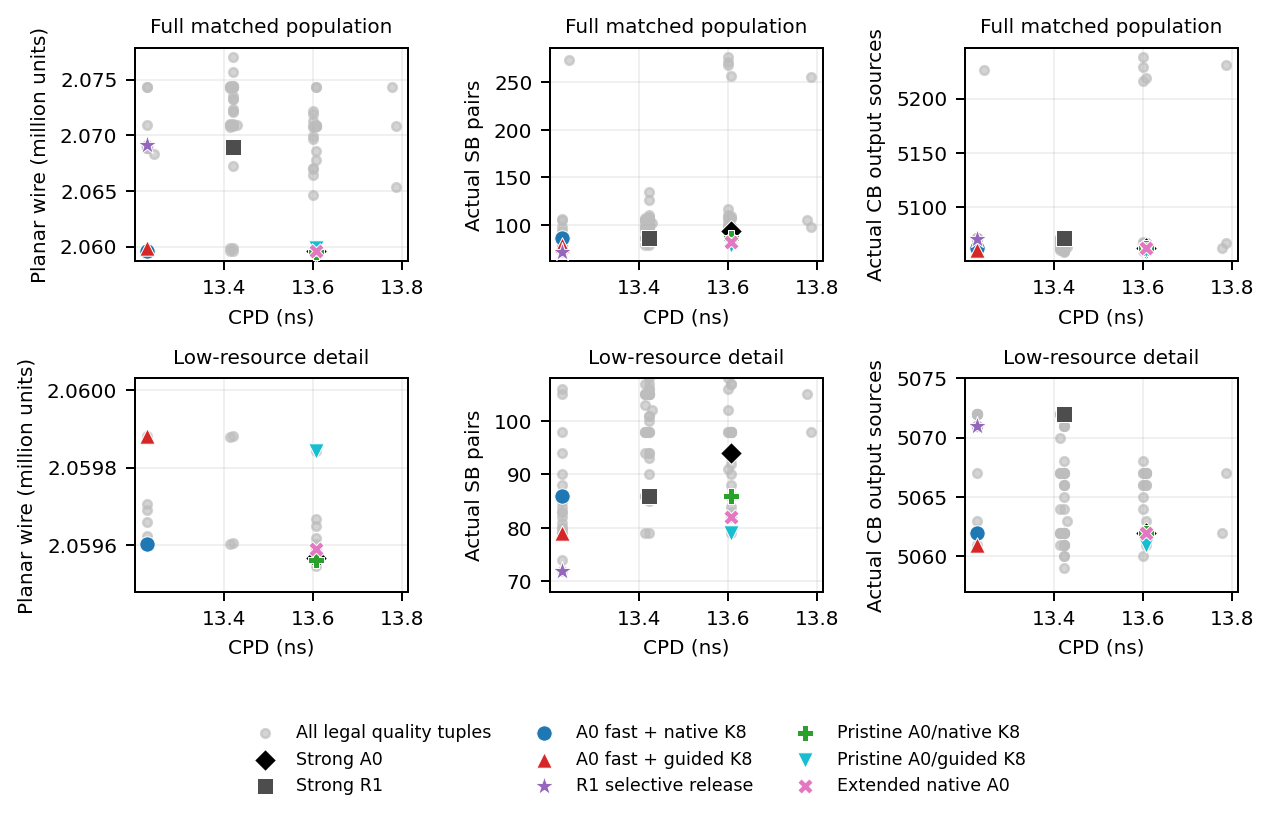 Full matched population
Full matched population
Full matched population
Planar wire (million units)
2.075
2.070
2.065
2.060
13.4
13.6
13.8
CPD (ns)
Actual SB pairs
250
200
150
100
13.4
13.6
13.8
CPD (ns)
Actual CB output sources
5200
5150
5100
13.4
13.6
13.8
CPD (ns)
Low-resource detail
Low-resource detail
Low-resource detail
Planar wire (million units)
2.0600
2.0598
2.0596
13.4
13.6
13.8
CPD (ns)
Actual SB pairs
100
90
80
70
13.4
13.6
13.8
CPD (ns)
Actual CB output sources
5075
5070
5065
5060
13.4
13.6
13.8
CPD (ns)
All legal quality tuples
Strong A0
Strong R1
A0 fast + native K8
A0 fast + guided K8
R1 selective release
Pristine A0/native K8
Pristine A0/guided K8
Extended native A0